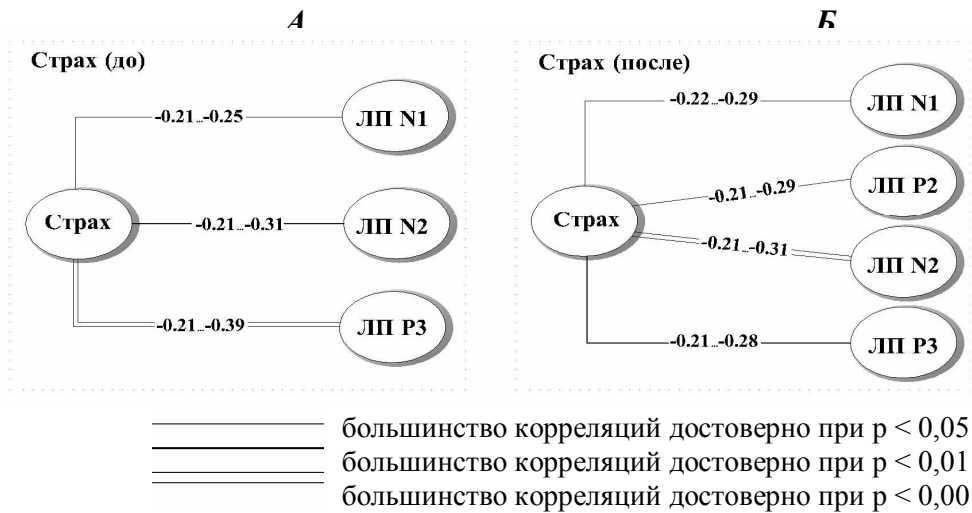 А
Б
Страх (до)
-0.21...-0.25
ЛП N1
Страх
-0.21...-0.31
ЛП N2
-0.21...-0.39
ЛП P3
Страх (после)
-0.22...-0.29
ЛП N1
-0.21...-0.29
ЛП P2
Страх
-0.21...-0.31
ЛП N2
-0.21...-0.28
ЛП P3
большинство корреляций достоверно при p < 0,05
большинство корреляций достоверно при p < 0,01
большинство корреляций достоверно при p < 0,00